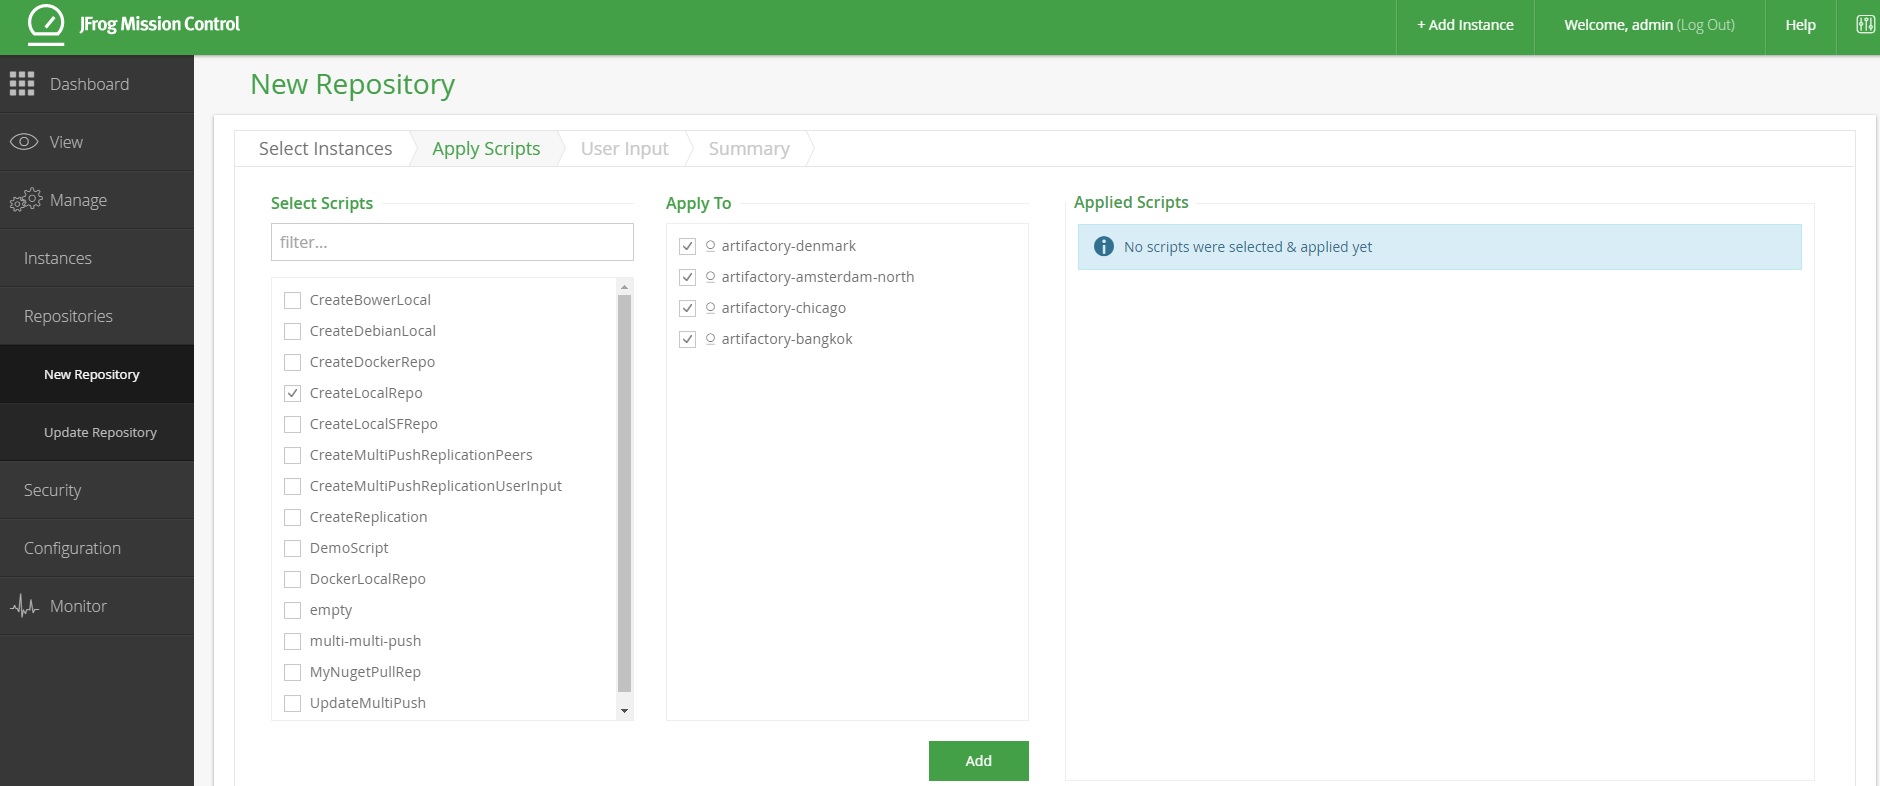 JFrog Mission Control
+ Add Instance
Welcome, admin (Log Out)
Help
Dashboard
View
Manage
Instances
Repositories
New Repository
Update Repository
Security
Configuration
Monitor
New Repository
Select Instances
Apply Scripts
User Input
Summary
Select Scripts
filter...
CreateBowerLocal
CreateDebianLocal
CreateDockerRepo
CreateLocalRepo
CreateLocalSFRepo
CreateMultiPushReplicationPeers
CreateMultiPushReplicationUserInput
CreateReplication
DemoScript
DockerLocalRepo
empty
multi-multi-push
MyNugetPullRep
UpdateMultiPush
Apply To
artifactory-denmark
artifactory-amsterdam-north
artifactory-chicago
artifactory-bangkok
Add
Applied Scripts
No scripts were selected & applied yet